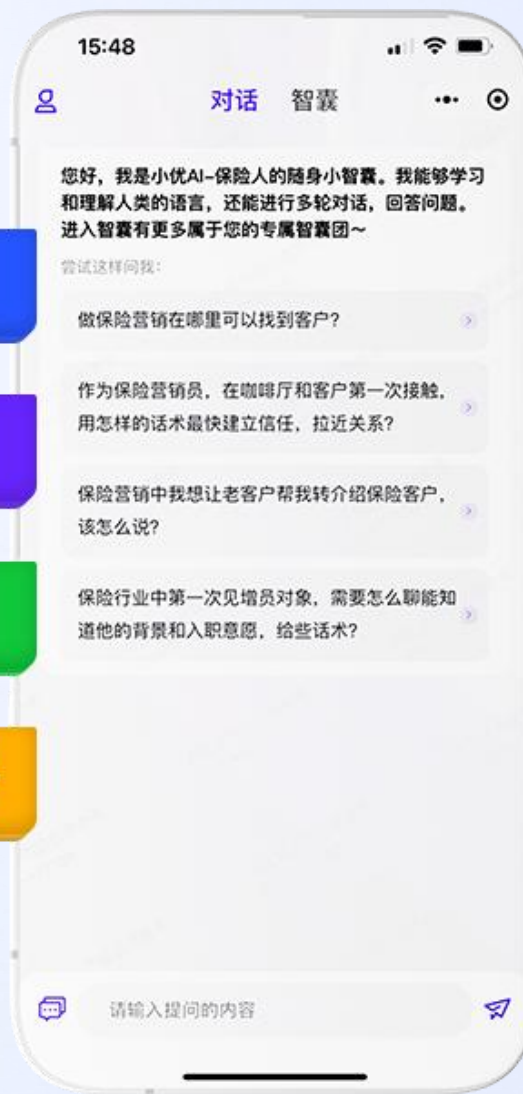 15:48
对话 智囊
您好，我是小优AI-保险人的随身小智囊。我能够学习
和理解人类的语言，还能进行多轮对话，回答问题。
进入智囊有更多属于您的专属智囊团～
尝试这样问我：
做保险营销在哪里可以找到客户？
作为保险营销员，在咖啡厅和客户第一次接触，
用怎样的话术最快建立信任，拉近关系？
保险营销中我想让老客户帮我转介绍保险客户，
该怎么说？
保险行业中第一次见增员对象，需要怎么聊能知
道他的背景和入职意愿，给些话术？
请输入提问的内容